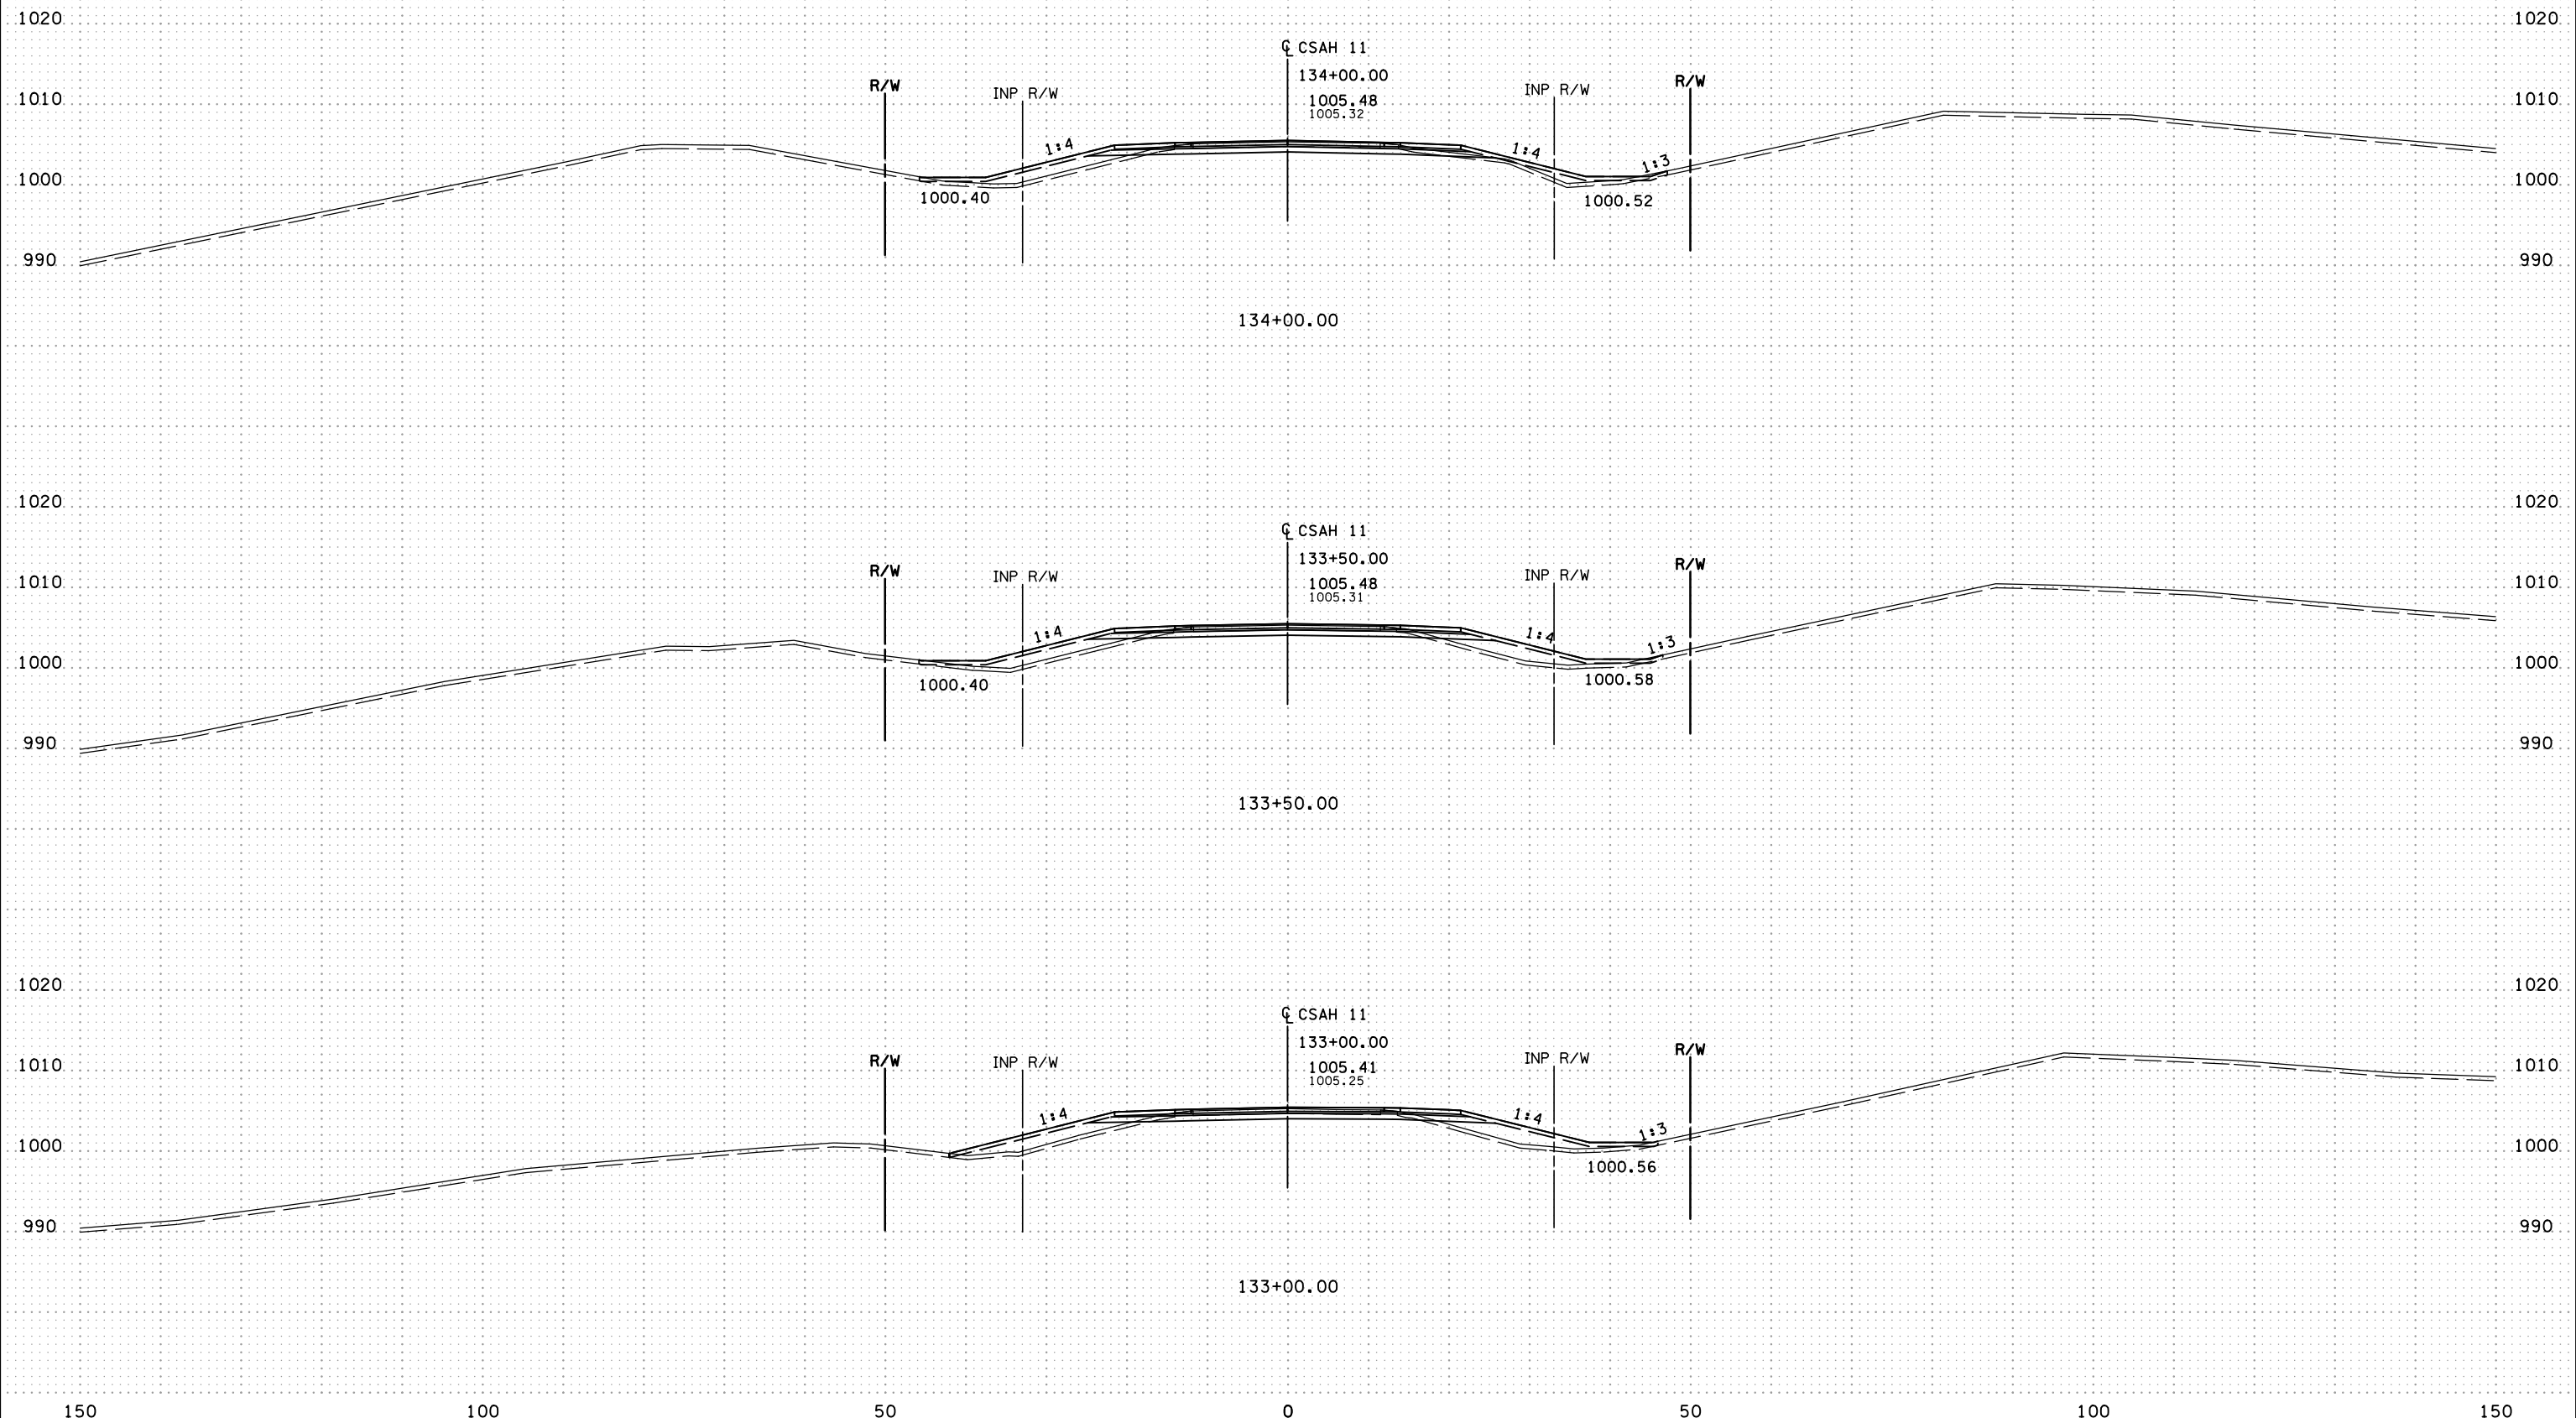 1020 1020
℄ CSAH 11
134+00.00
R/W INP R/W INP R/W R/W
1010 1005.48 1010
1005.32
1:4 1:4 1:3
1000 1000
1000.40 1000.52
990 990
134+00.00
1020 1020
℄ CSAH 11
133+50.00
R/W INP R/W INP R/W R/W
1010 1005.48 1010
1005.31
1:4 1:4 1:3
1000 1000
1000.40 1000.58
990 990
133+50.00
1020 1020
℄ CSAH 11
133+00.00
R/W INP R/W INP R/W R/W
1010 1005.41 1010
1005.25
1:4 1:4 1:3
1000 1000
1000.56
990 990
133+00.00
150 100 50 0 50 100 150